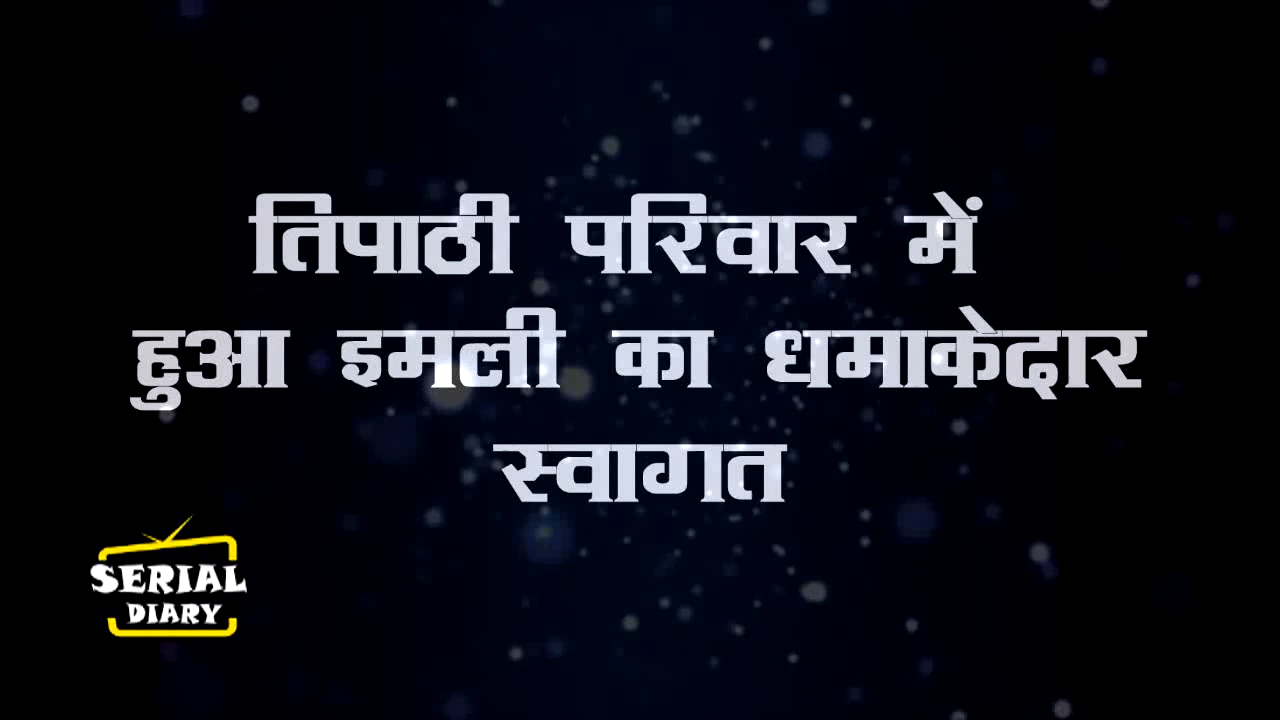 तिपाठी परिवार में
हुआ इमली का धमाकेदार
स्वागत
SERIAL
DIARY